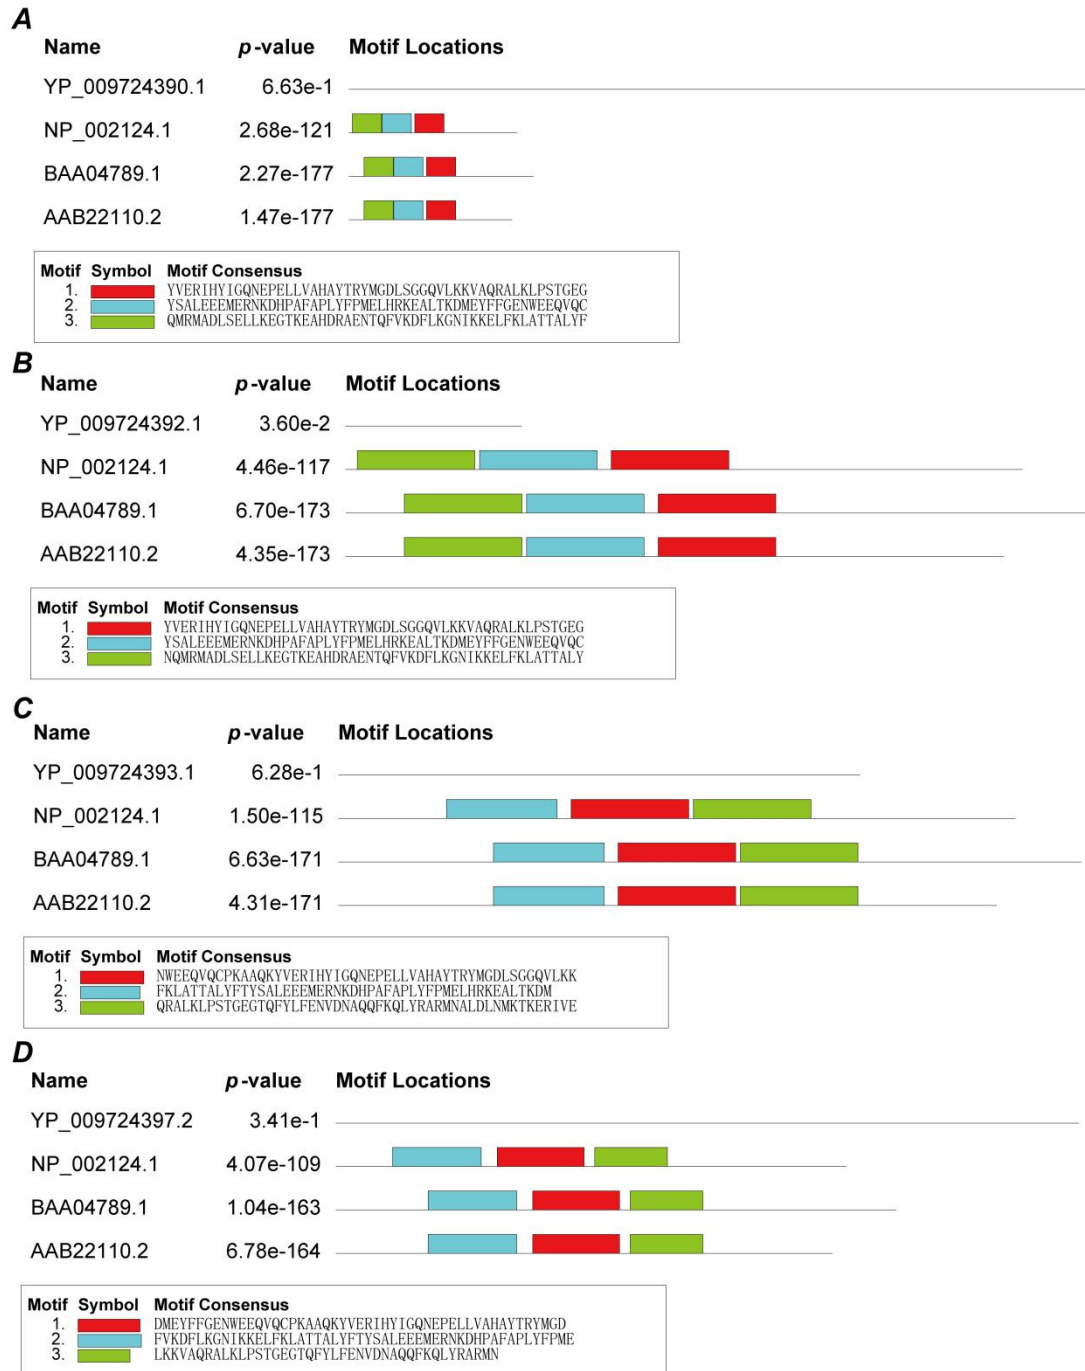 A
Name p-value Motif Locations
YP_009724390.1 6.63e-1
NP_002124.1 2.68e-121
BAA04789.1 2.27e-177
AAB22110.2 1.47e-177
Motif Symbol Motif Consensus
1. YVERIHYIGQNEPELLVAHAYTRYMGDLSGGQVLKKVAQRALKLPSTGEG
2. YSALEEEMERNKDHPAFAPLYFPMELHRKEALTKDMEYFFGENWEEQVQC
3. QMRMADLSELLKEGTKEAHDRAENTQFVKDFLKGNIKKELFKLATTALYF
B
Name p-value Motif Locations
YP_009724392.1 3.60e-2
NP_002124.1 4.46e-117
BAA04789.1 6.70e-173
AAB22110.2 4.35e-173
Motif Symbol Motif Consensus
1. YVERIHYIGQNEPELLVAHAYTRYMGDLSGGQVLKKVAQRALKLPSTGEG
2. YSALEEEMERNKDHPAFAPLYFPMELHRKEALTKDMEYFFGENWEEQVQC
3. NQMRMADLSELLKEGTKEAHDRAENTQFVKDFLKGNIKKELFKLATTALY
C
Name p-value Motif Locations
YP_009724393.1 6.28e-1
NP_002124.1 1.50e-115
BAA04789.1 6.63e-171
AAB22110.2 4.31e-171
Motif Symbol Motif Consensus
1. NWEEQVQCPKAAQKYVERIHYIGQNEPELLVAHAYTRYMGDLSGGQVLKK
2. FKLATTALYFTYSALEEEMERNKDHPAFAPLYFPMELHRKEALTKDM
3. QRALKLPSTGEGTQFYLFENVDNAQQFKQLYRARMNALDLNMKTKERIVE
D
Name p-value Motif Locations
YP_009724397.2 3.41e-1
NP_002124.1 4.07e-109
BAA04789.1 1.04e-163
AAB22110.2 6.78e-164
Motif Symbol Motif Consensus
1. DMEYFFGENWEEQVQCPKAAQKYVERIHYIGQNEPELLVAHAYTRYMGD
2. FVKDFLKGNIKKELFKLATTALYFTYSALEEEMERNKDHPAFAPLYFPME
3. LKKVAQRALKLPSTGEGTQFYLFENVDNAQQFKQLYRARMN